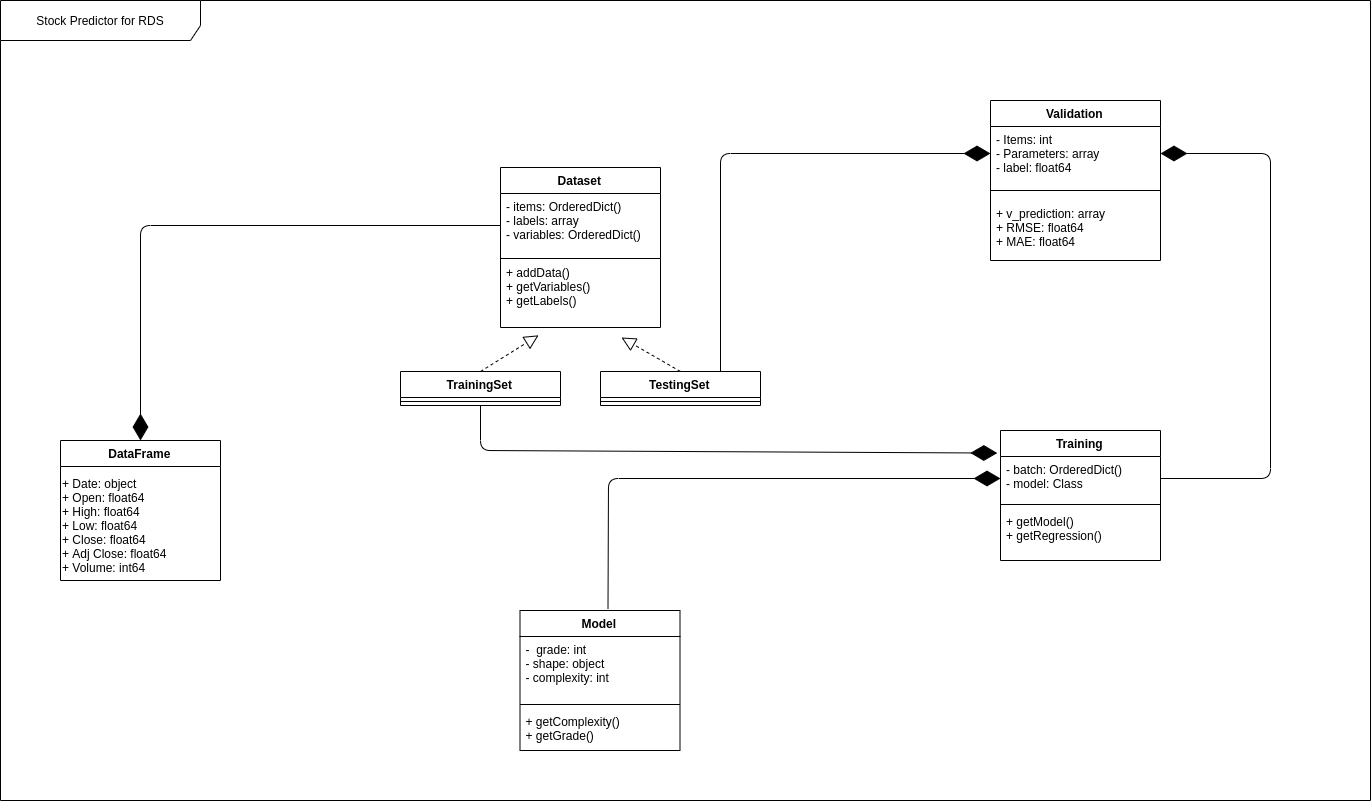 Stock Predictor for RDS
Validation
- Items: int
- Parameters: array
- label: float64
+ v_prediction: array
+ RMSE: float64
+ MAE: float64
Dataset
- items: OrderedDict()
- labels: array
- variables: OrderedDict()
+ addData()
+ getVariables()
+ getLabels()
TrainingSet
TestingSet
DataFrame
+ Date: object
+ Open: float64
+ High: float64
+ Low: float64
+ Close: float64
+ Adj Close: float64
+ Volume: int64
Training
- batch: OrderedDict()
- model: Class
+ getModel()
+ getRegression()
Model
- grade: int
- shape: object
- complexity: int
+ getComplexity()
+ getGrade()